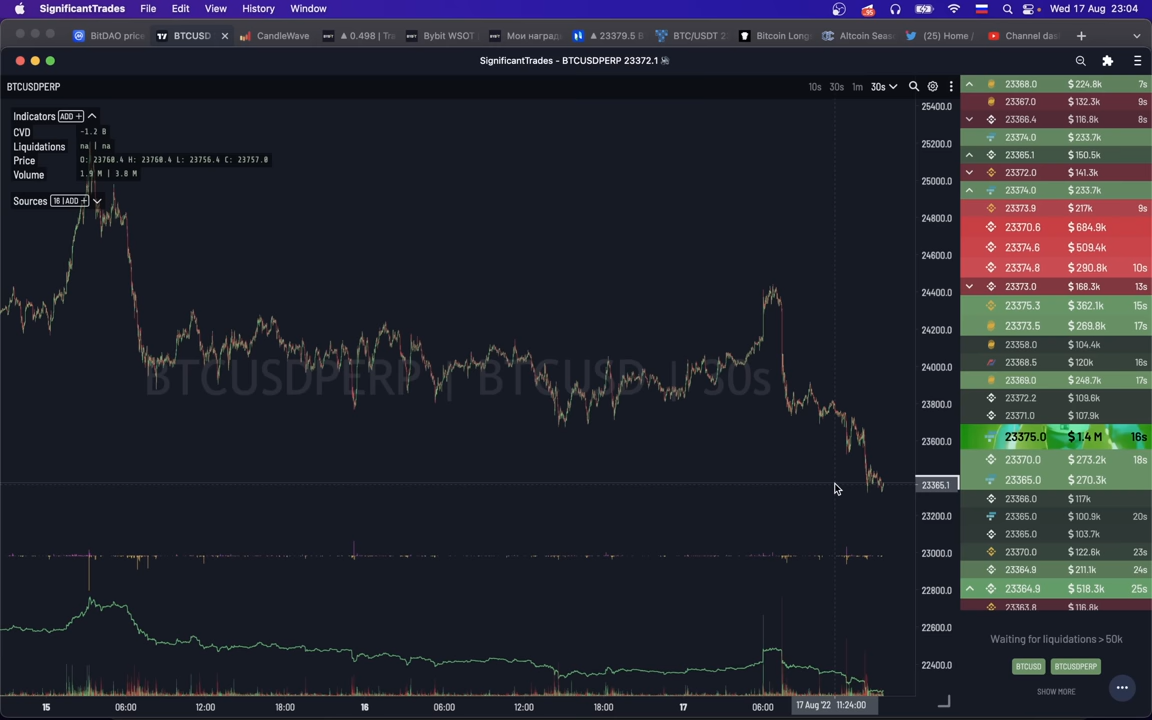 SignificantTrades File Edit View History Window Wed 17 Aug 23:04
BitDAO price BTCUSD CandleWave 0.498 | Tra Bybit WSOT Мои наград 23379.5 BTC/USDT 2 Bitcoin Long Altcoin Seas (25) Home / Channel das
SignificantTrades - BTCUSDPERP 23372.1
BTCUSDPERP 10s 30s 1m 30s
Indicators ADD +
CVD -1.2 B
Liquidations na | na
Price O: 23760.4 H: 23760.4 L: 23756.4 C: 23757.0
Volume 1.9 M | 3.8 M
Sources 16 | ADD +
BTCUSDPERP | BTCUSD | 30s
25400.0
25200.0
25000.0
24800.0
24600.0
24400.0
24200.0
24000.0
23800.0
23600.0
23365.1
23200.0
23000.0
22800.0
22600.0
22400.0
15 06:00 12:00 18:00 16 06:00 12:00 18:00 17 06:00 17 Aug '22 11:24:00
23368.0 $224.8k 7s
23367.0 $132.3k 9s
23366.4 $116.8k 8s
23374.0 $233.7k
23365.1 $150.5k
23372.0 $141.3k
23374.0 $233.7k
23373.9 $217k 9s
23370.6 $684.9k
23374.6 $509.4k
23374.8 $290.8k 10s
23373.0 $168.3k 13s
23375.3 $362.1k 15s
23373.5 $269.8k 17s
23358.0 $104.4k
23368.5 $120k 16s
23369.0 $248.7k 17s
23372.2 $109.6k
23371.0 $107.9k
23375.0 $1.4 M 16s
23370.0 $273.2k 18s
23365.0 $270.3k
23366.0 $117k
23365.0 $100.9k 20s
23365.0 $103.7k
23370.0 $122.6k 23s
23364.9 $211.1k 24s
23364.9 $518.3k 25s
23363.8 $116.8k
Waiting for liquidations > 50k
BTCUSD BTCUSDPERP
SHOW MORE